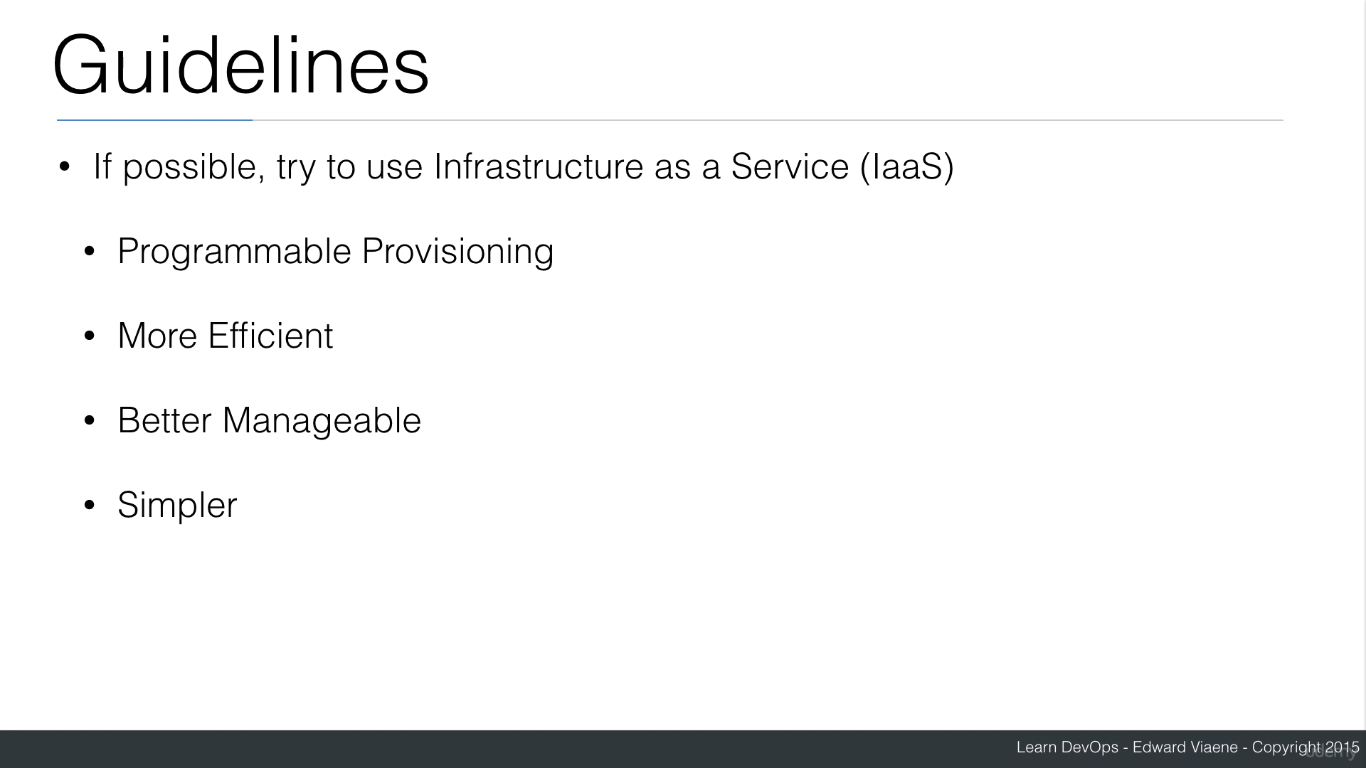 Guidelines
• If possible, try to use Infrastructure as a Service (IaaS)
• Programmable Provisioning
• More Efficient
• Better Manageable
• Simpler
Learn DevOps - Edward Viaene - Copyright 2015
udemy